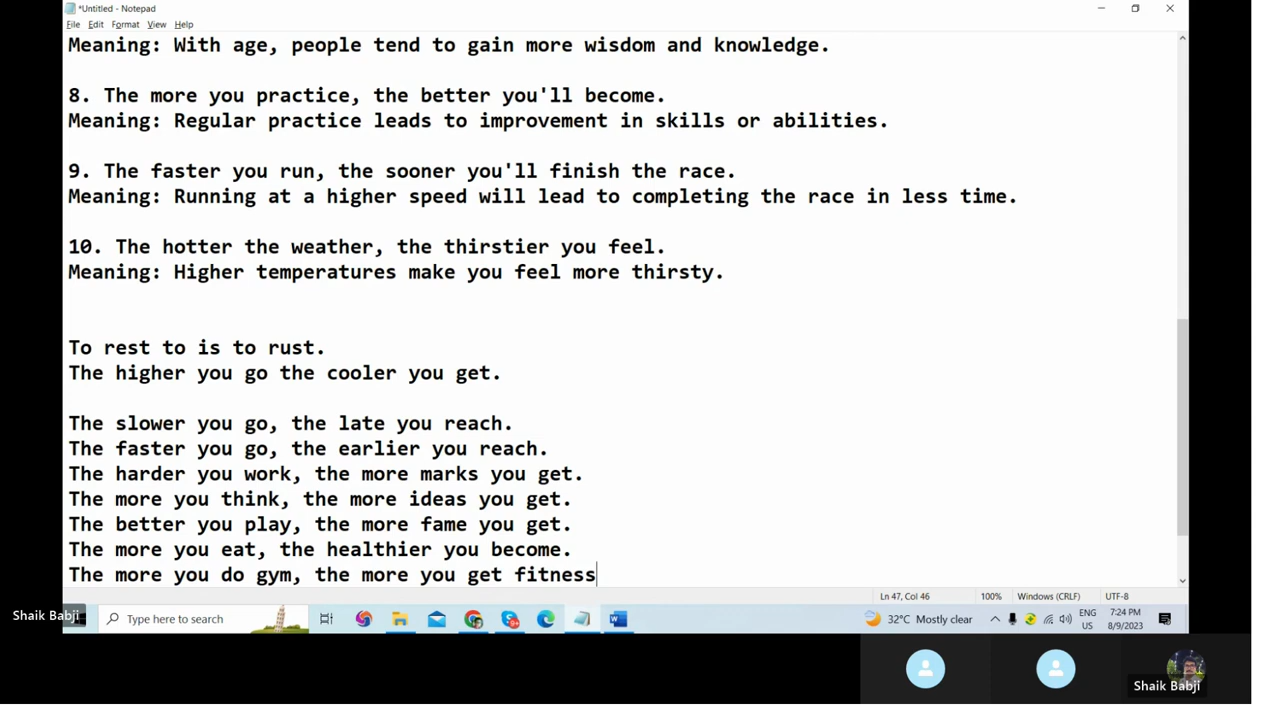 *Untitled - Notepad
File Edit Format View Help
Meaning: With age, people tend to gain more wisdom and knowledge.
8. The more you practice, the better you'll become.
Meaning: Regular practice leads to improvement in skills or abilities.
9. The faster you run, the sooner you'll finish the race.
Meaning: Running at a higher speed will lead to completing the race in less time.
10. The hotter the weather, the thirstier you feel.
Meaning: Higher temperatures make you feel more thirsty.
To rest to is to rust.
The higher you go the cooler you get.
The slower you go, the late you reach.
The faster you go, the earlier you reach.
The harder you work, the more marks you get.
The more you think, the more ideas you get.
The better you play, the more fame you get.
The more you eat, the healthier you become.
The more you do gym, the more you get fitness
Ln 47, Col 46 100% Windows (CRLF) UTF-8
Shaik Babji
Type here to search
32°C Mostly clear
ENG
US
7:24 PM
8/9/2023
Shaik Babji